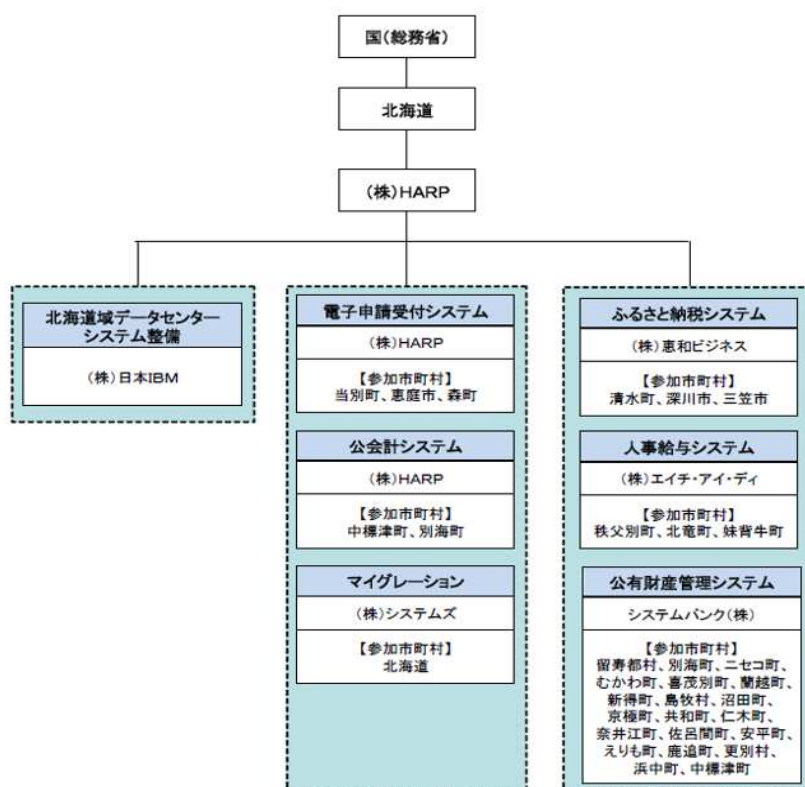 国(総務省)
北海道
(株)HARP
北海道域データセンター
システム整備
(株)日本IBM
電子申請受付システム
(株)HARP
【参加市町村】
当別町、恵庭市、森町
公会計システム
(株)HARP
【参加市町村】
中標津町、別海町
マイグレーション
(株)システムズ
【参加市町村】
北海道
ふるさと納税システム
(株)恵和ビジネス
【参加市町村】
清水町、深川市、三笠市
人事給与システム
(株)エイチ・アイ・ディ
【参加市町村】
秩父別町、北竜町、妹背牛町
公有財産管理システム
システムバンク(株)
【参加市町村】
留寿都村、別海町、ニセコ町、
むかわ町、喜茂別町、蘭越町、
新得町、島牧村、沼田町、
京極町、共和町、仁木町、
奈井江町、佐呂間町、安平町、
えりも町、鹿追町、更別村、
浜中町、中標津町